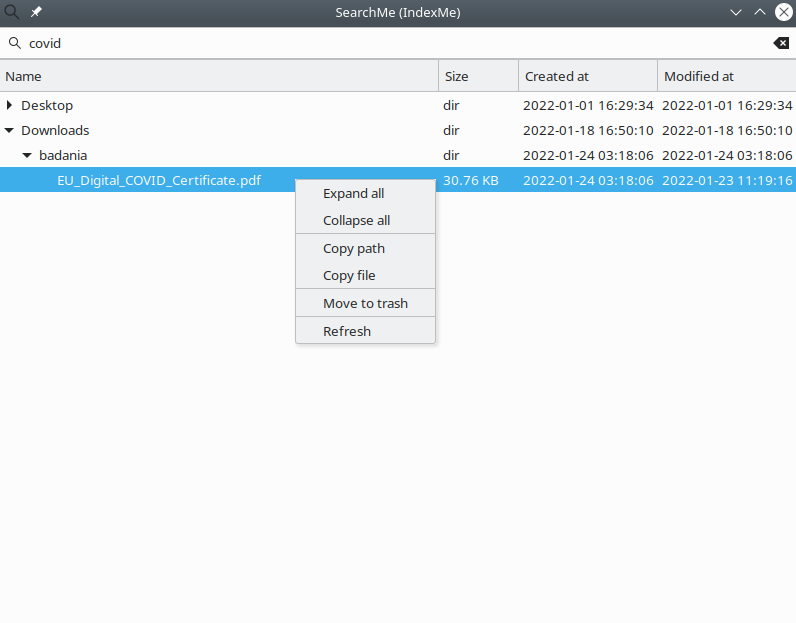 SearchMe (IndexMe)
covid
Name Size Created at Modified at
Desktop dir 2022-01-01 16:29:34 2022-01-01 16:29:34
Downloads dir 2022-01-18 16:50:10 2022-01-18 16:50:10
badania dir 2022-01-24 03:18:06 2022-01-24 03:18:06
EU_Digital_COVID_Certificate.pdf 30.76 KB 2022-01-24 03:18:06 2022-01-23 11:19:16
Expand all
Collapse all
Copy path
Copy file
Move to trash
Refresh